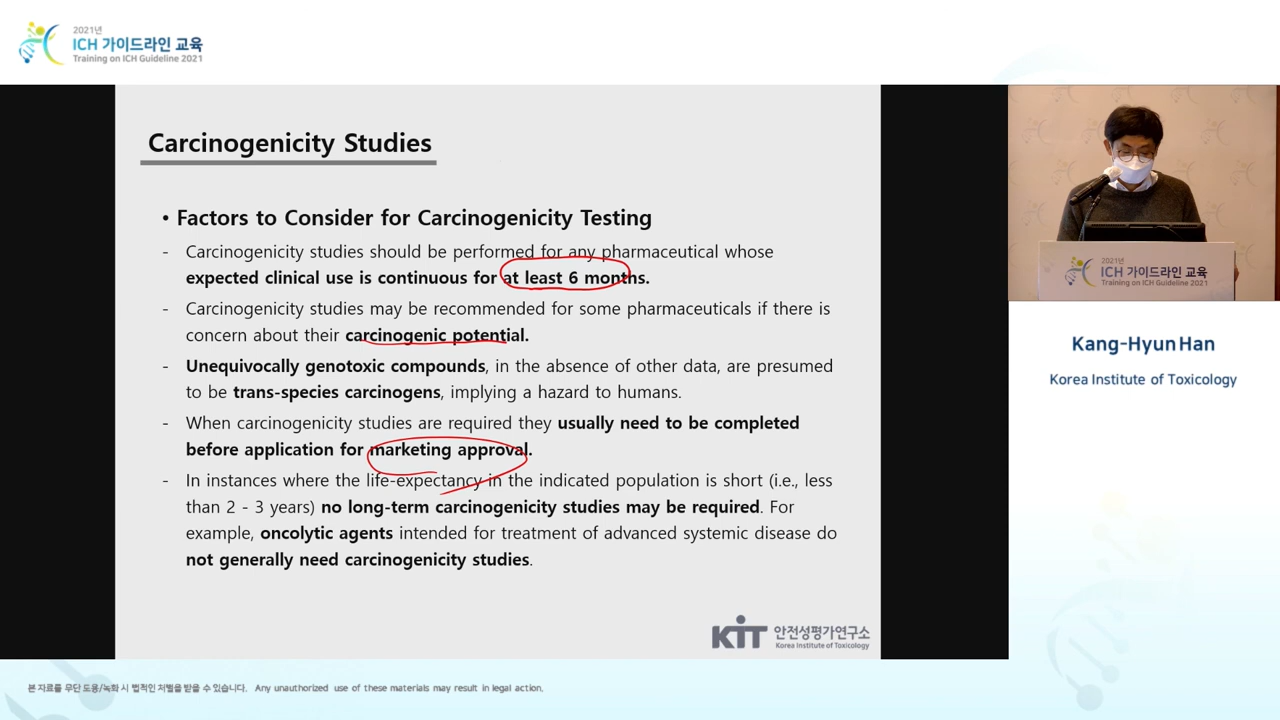 2021년
ICH 가이드라인 교육
Training on ICH Guideline 2021
Carcinogenicity Studies
• Factors to Consider for Carcinogenicity Testing
- Carcinogenicity studies should be performed for any pharmaceutical whose
expected clinical use is continuous for at least 6 months.
- Carcinogenicity studies may be recommended for some pharmaceuticals if there is
concern about their carcinogenic potential.
- Unequivocally genotoxic compounds, in the absence of other data, are presumed
to be trans-species carcinogens, implying a hazard to humans.
- When carcinogenicity studies are required they usually need to be completed
before application for marketing approval.
- In instances where the life-expectancy in the indicated population is short (i.e., less
than 2 - 3 years) no long-term carcinogenicity studies may be required. For
example, oncolytic agents intended for treatment of advanced systemic disease do
not generally need carcinogenicity studies.
KIT 안전성평가연구소
Korea Institute of Toxicology
2021년
ICH 가이드라인 교육
Training on ICH Guideline 2021
Kang-Hyun Han
Korea Institute of Toxicology
본 자료를 무단 도용/녹화 시 법적인 처벌을 받을 수 있습니다. Any unauthorized use of these materials may result in legal action.